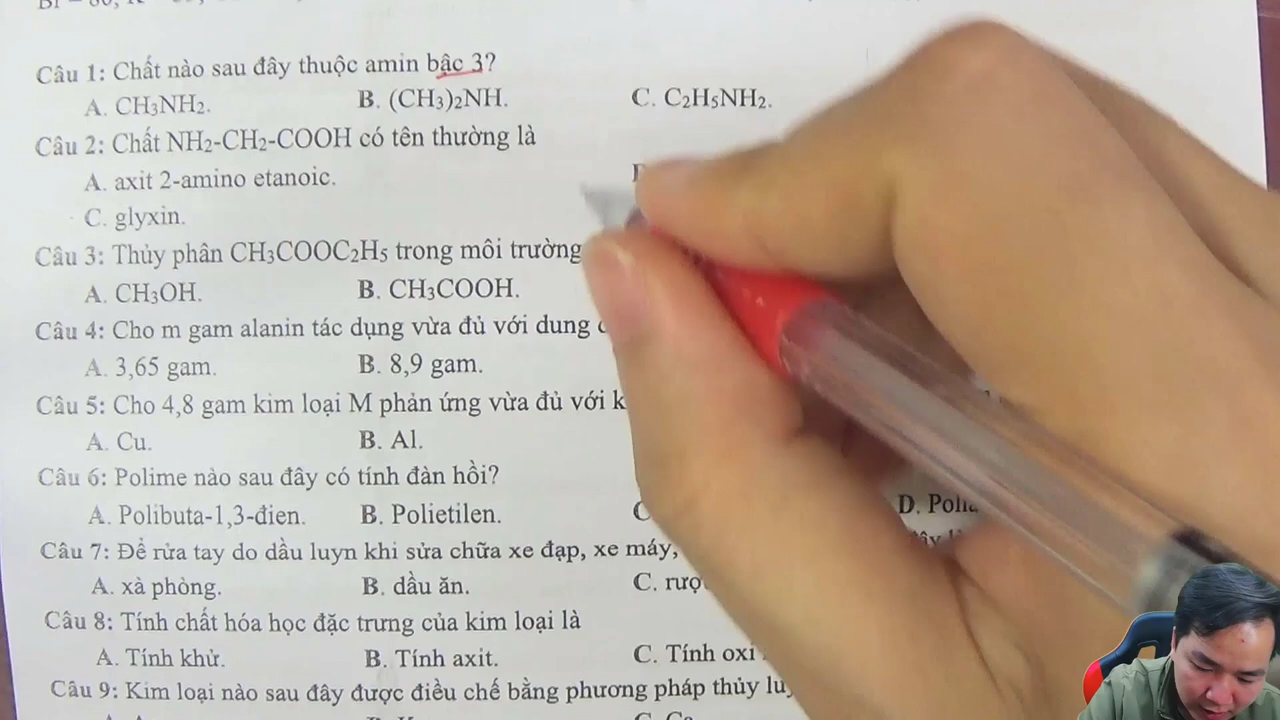 Câu 1: Chất nào sau đây thuộc amin bậc 3?
A. CH₃NH₂. B. (CH₃)₂NH. C. C₂H₅NH₂.
Câu 2: Chất NH₂-CH₂-COOH có tên thường là
A. axit 2-amino etanoic.
C. glyxin.
Câu 3: Thủy phân CH₃COOC₂H₅ trong môi trường
A. CH₃OH. B. CH₃COOH.
Câu 4: Cho m gam alanin tác dụng vừa đủ với dung
A. 3,65 gam. B. 8,9 gam.
Câu 5: Cho 4,8 gam kim loại M phản ứng vừa đủ với
A. Cu. B. Al.
Câu 6: Polime nào sau đây có tính đàn hồi?
A. Polibuta-1,3-đien. B. Polietilen. D.
Câu 7: Để rửa tay do dầu luyn khi sửa chữa xe đạp, xe máy,
A. xà phòng. B. dầu ăn. C.
Câu 8: Tính chất hóa học đặc trưng của kim loại là
A. Tính khử. B. Tính axit. C. Tính oxi
Câu 9: Kim loại nào sau đây được điều chế bằng phương pháp thủy